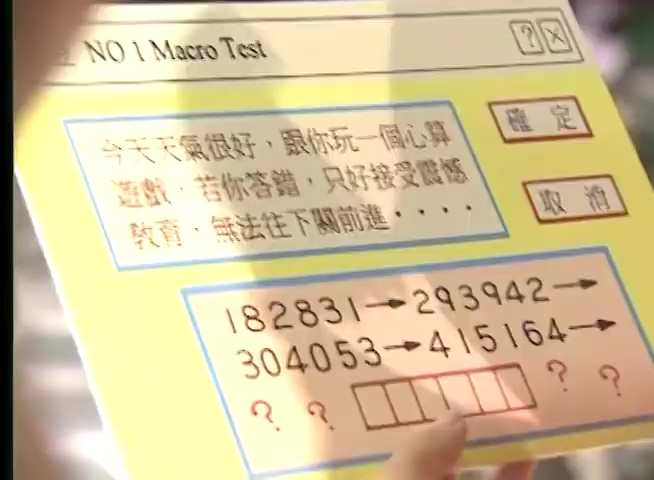 NO 1 Macro Test
? X
今天天氣很好，跟你玩一個心算
遊戲，若你答錯，只好接受震憾
教育，無法往下關前進‧‧‧‧
確 定
取 消
182831→293942→
304053→415164→
? ? ? ?